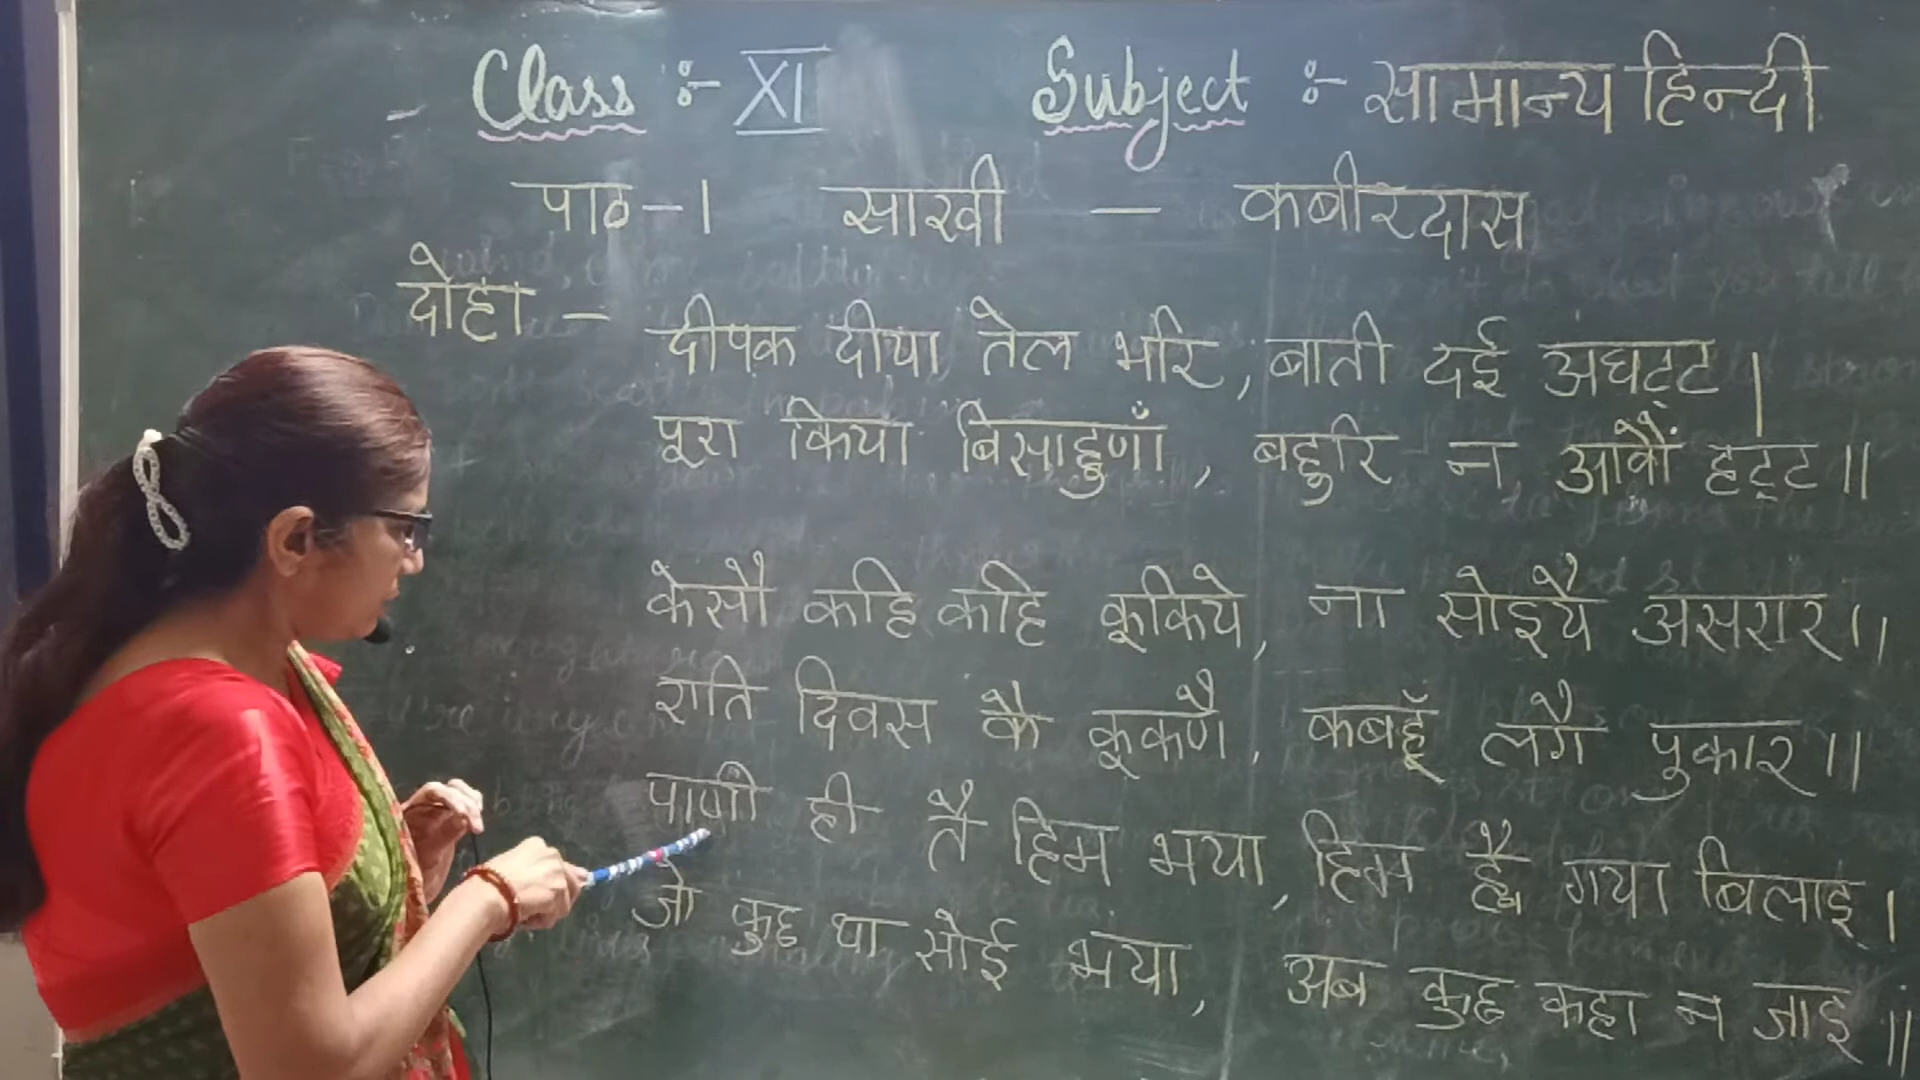 Class :- XI Subject :- सामान्य हिन्दी
पाठ-1 साखी - कबीरदास
दोहा - दीपक दीया तेल भरि, बाती दई अघट्ट।
पूरा किया बिसाहुणाँ, बहुरि न आवौं हट्ट॥
केसौ कहि कहि कूकिये, ना सोइयै असरार॥
राति दिवस कै कूकणै, कबहूँ लगै पुकार॥
पाणी ही तै हिम भया, हिम ह्वै गया बिलाइ।
जो कुछ था सोई भया, अब कुछ कहा न जाइ॥